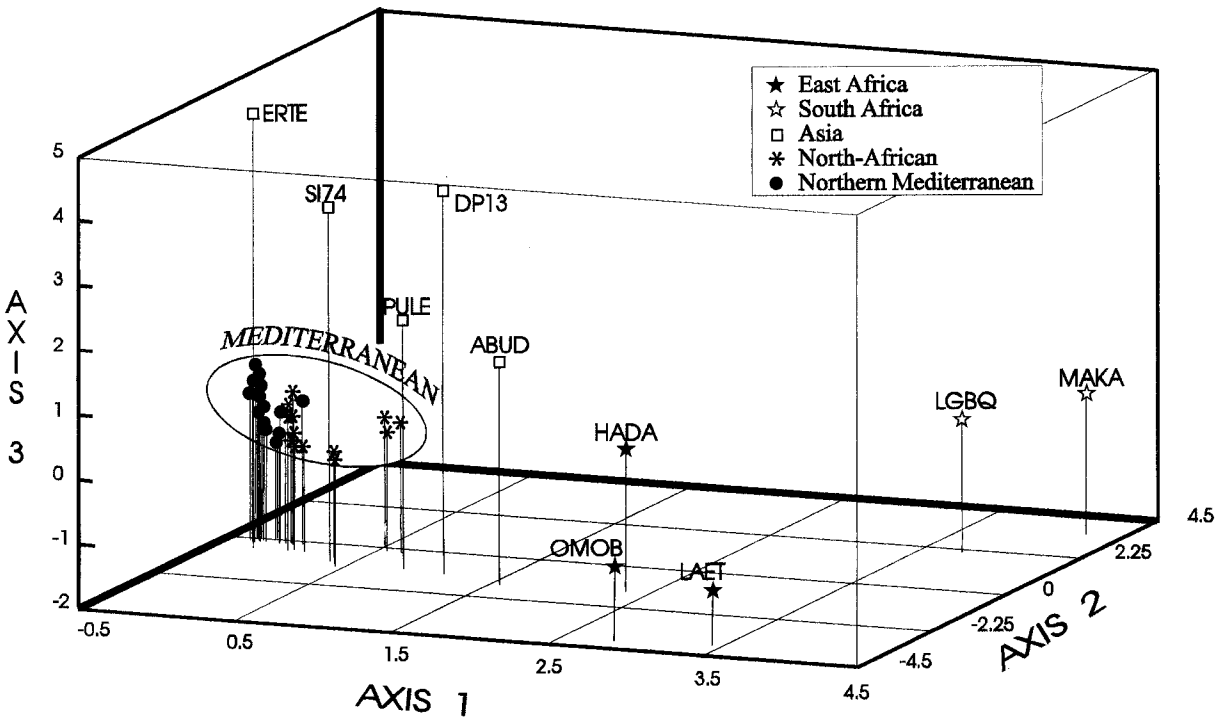 ERTE
SI74
DP13
PULE
ABUD
MEDITERRANEAN
HADA
OMOB
LAET
LGBQ
MAKA
East Africa
South Africa
Asia
North-African
Northern Mediterranean
AXIS 3
5
4
3
2
1
0
-1
-2
-0.5
0.5
1.5
2.5
3.5
4.5
AXIS 1
-4.5
-2.25
0
2.25
4.5
AXIS 2